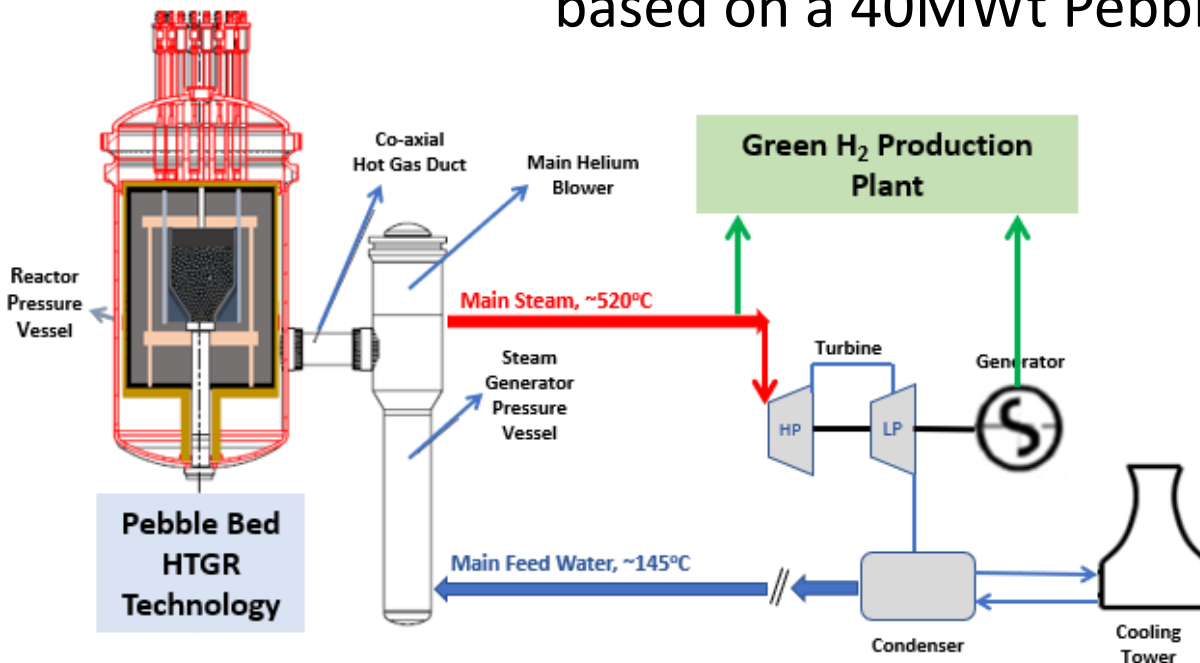 based on a 40MWt Pebbl
Co-axial
Hot Gas Duct
Main Helium
Blower
Green H₂ Production
Plant
Reactor
Pressure
Vessel
Main Steam, ~520°C
Steam
Generator
Pressure
Vessel
Turbine
Generator
HP
LP
Pebble Bed
HTGR
Technology
Main Feed Water, ~145°C
Condenser
Cooling
Tower